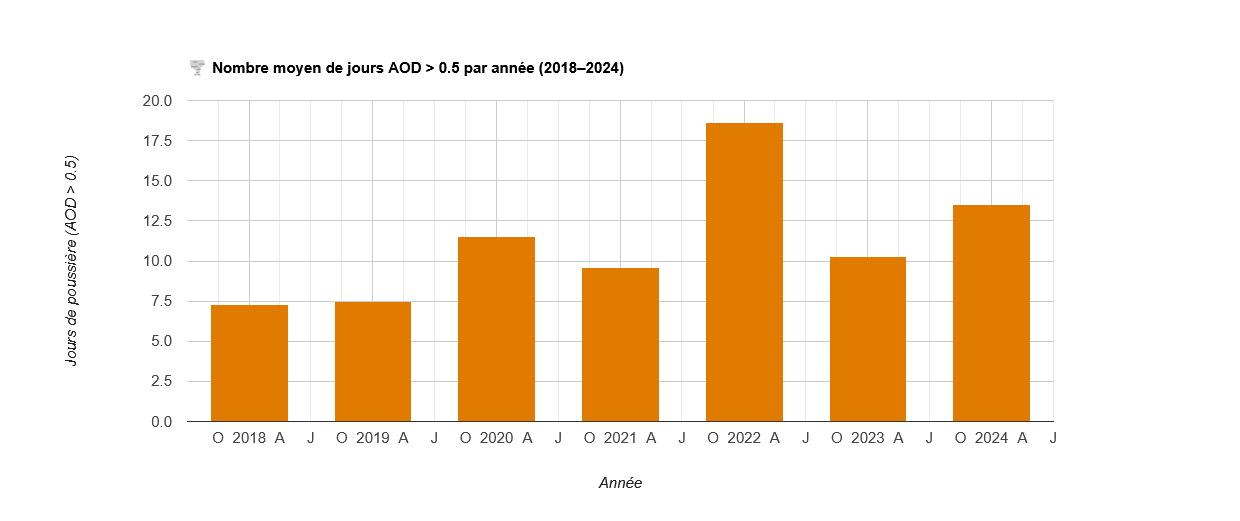 Nombre moyen de jours AOD > 0.5 par année (2018–2024)
Jours de poussière (AOD > 0.5)
20.0
17.5
15.0
12.5
10.0
7.5
5.0
2.5
0.0
O 2018 A J O 2019 A J O 2020 A J O 2021 A J O 2022 A J O 2023 A J O 2024 A J
Année